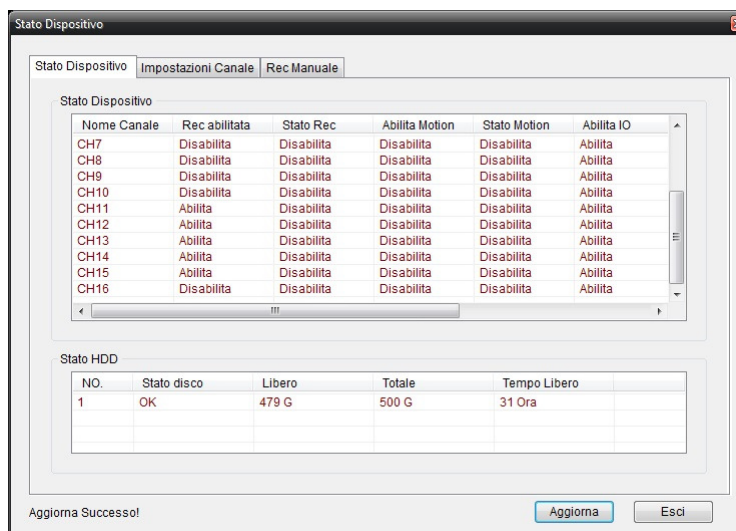 Stato Dispositivo
Stato Dispositivo Impostazioni Canale Rec Manuale
Stato Dispositivo
Nome Canale Rec abilitata Stato Rec Abilita Motion Stato Motion Abilita IO
CH7 Disabilita Disabilita Disabilita Disabilita Abilita
CH8 Disabilita Disabilita Disabilita Disabilita Abilita
CH9 Disabilita Disabilita Disabilita Disabilita Abilita
CH10 Disabilita Disabilita Disabilita Disabilita Abilita
CH11 Abilita Disabilita Disabilita Disabilita Abilita
CH12 Abilita Disabilita Disabilita Disabilita Abilita
CH13 Abilita Disabilita Disabilita Disabilita Abilita
CH14 Abilita Disabilita Disabilita Disabilita Abilita
CH15 Abilita Disabilita Disabilita Disabilita Abilita
CH16 Disabilita Disabilita Disabilita Disabilita Abilita
Stato HDD
NO. Stato disco Libero Totale Tempo Libero
1 OK 479 G 500 G 31 Ora
Aggiorna Successo! Aggiorna Esci